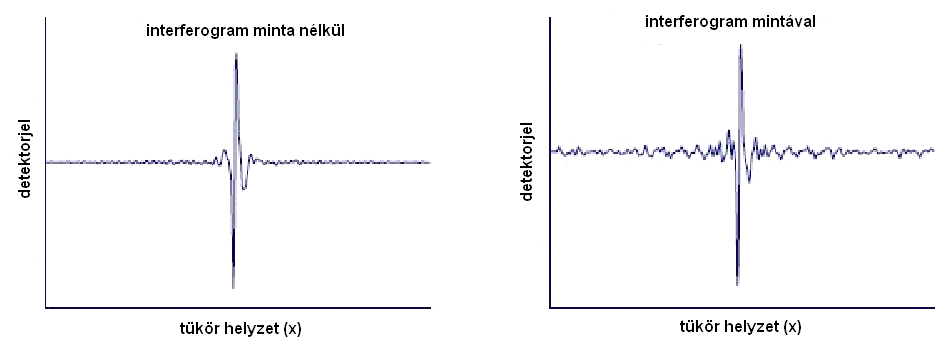 interferogram minta nélkül
detektorjel
tükör helyzet (x)
interferogram mintával
detektorjel
tükör helyzet (x)